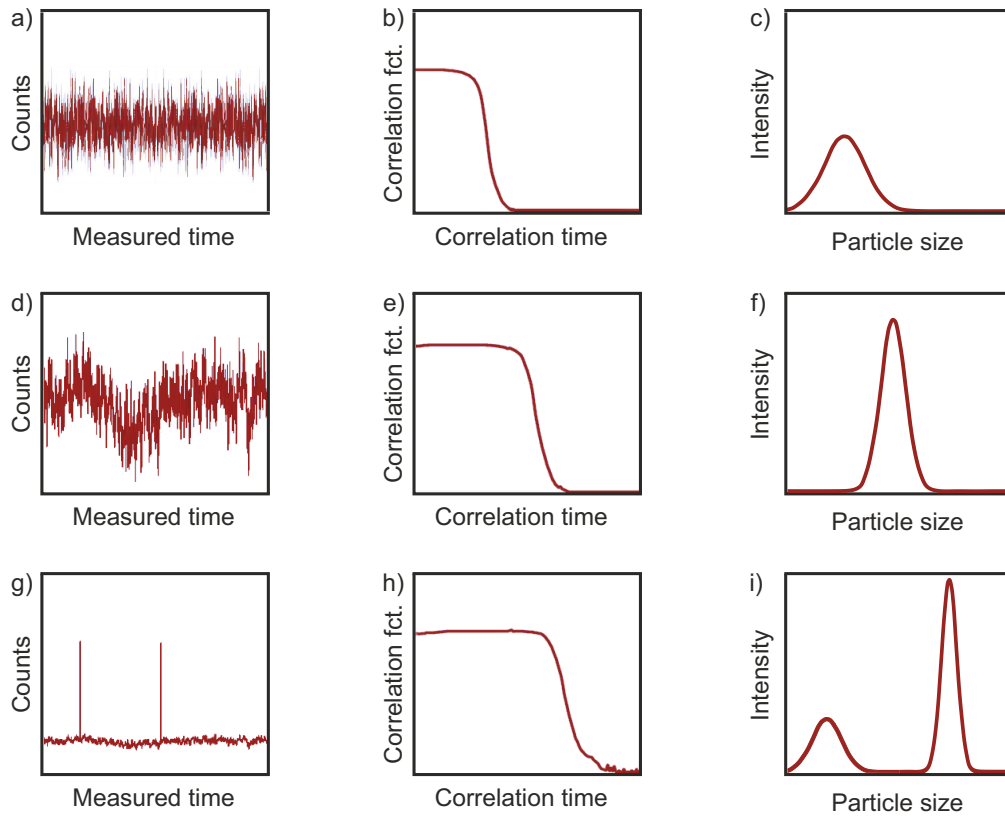 a)
Counts
Measured time
b)
Correlation fct.
Correlation time
c)
Intensity
Particle size
d)
Counts
Measured time
e)
Correlation fct.
Correlation time
f)
Intensity
Particle size
g)
Counts
Measured time
h)
Correlation fct.
Correlation time
i)
Intensity
Particle size